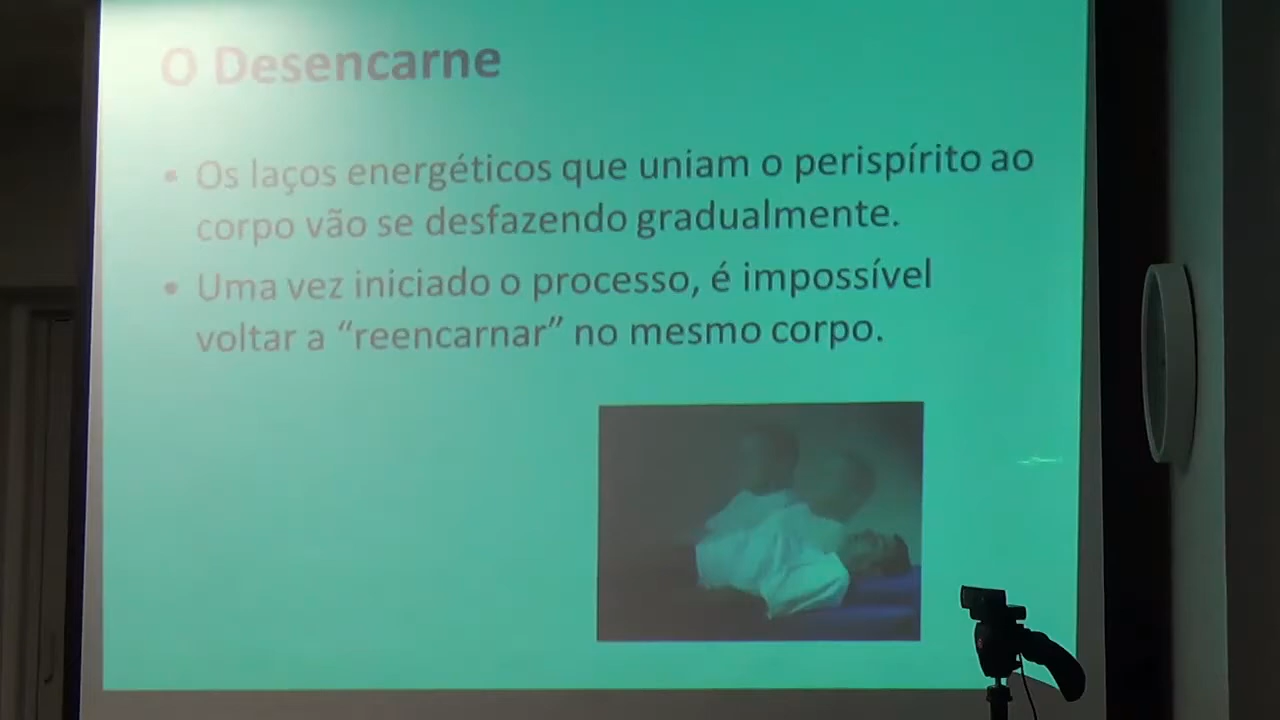 O Desencarne
• Os laços energéticos que uniam o perispírito ao
corpo vão se desfazendo gradualmente.
• Uma vez iniciado o processo, é impossível
voltar a “reencarnar” no mesmo corpo.